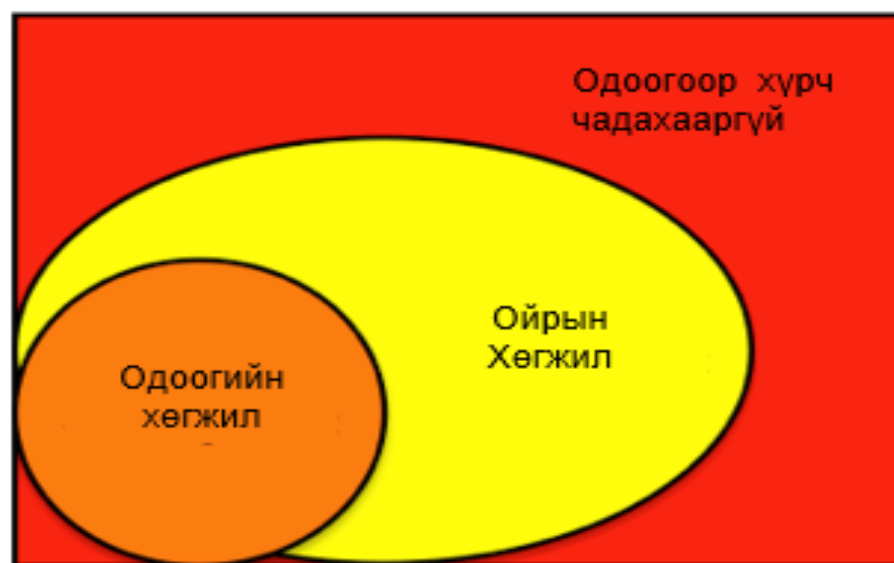 Одоогоор хүрч
чадахааргүй
Ойрын
Хөгжил
Одоогийн
хөгжил